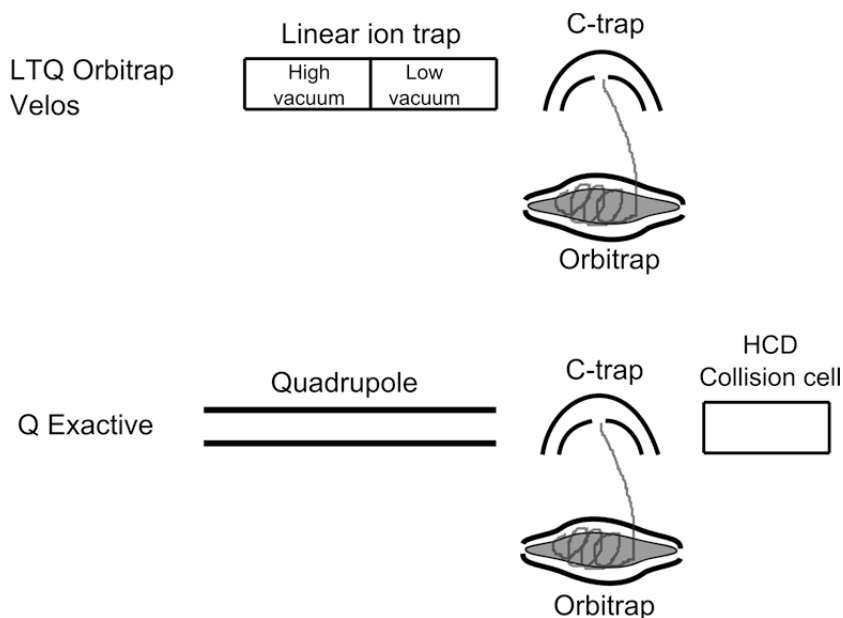 LTQ Orbitrap
Velos
Linear ion trap
High
vacuum
Low
vacuum
C-trap
Orbitrap
Q Exactive
Quadrupole
C-trap
HCD
Collision cell
Orbitrap